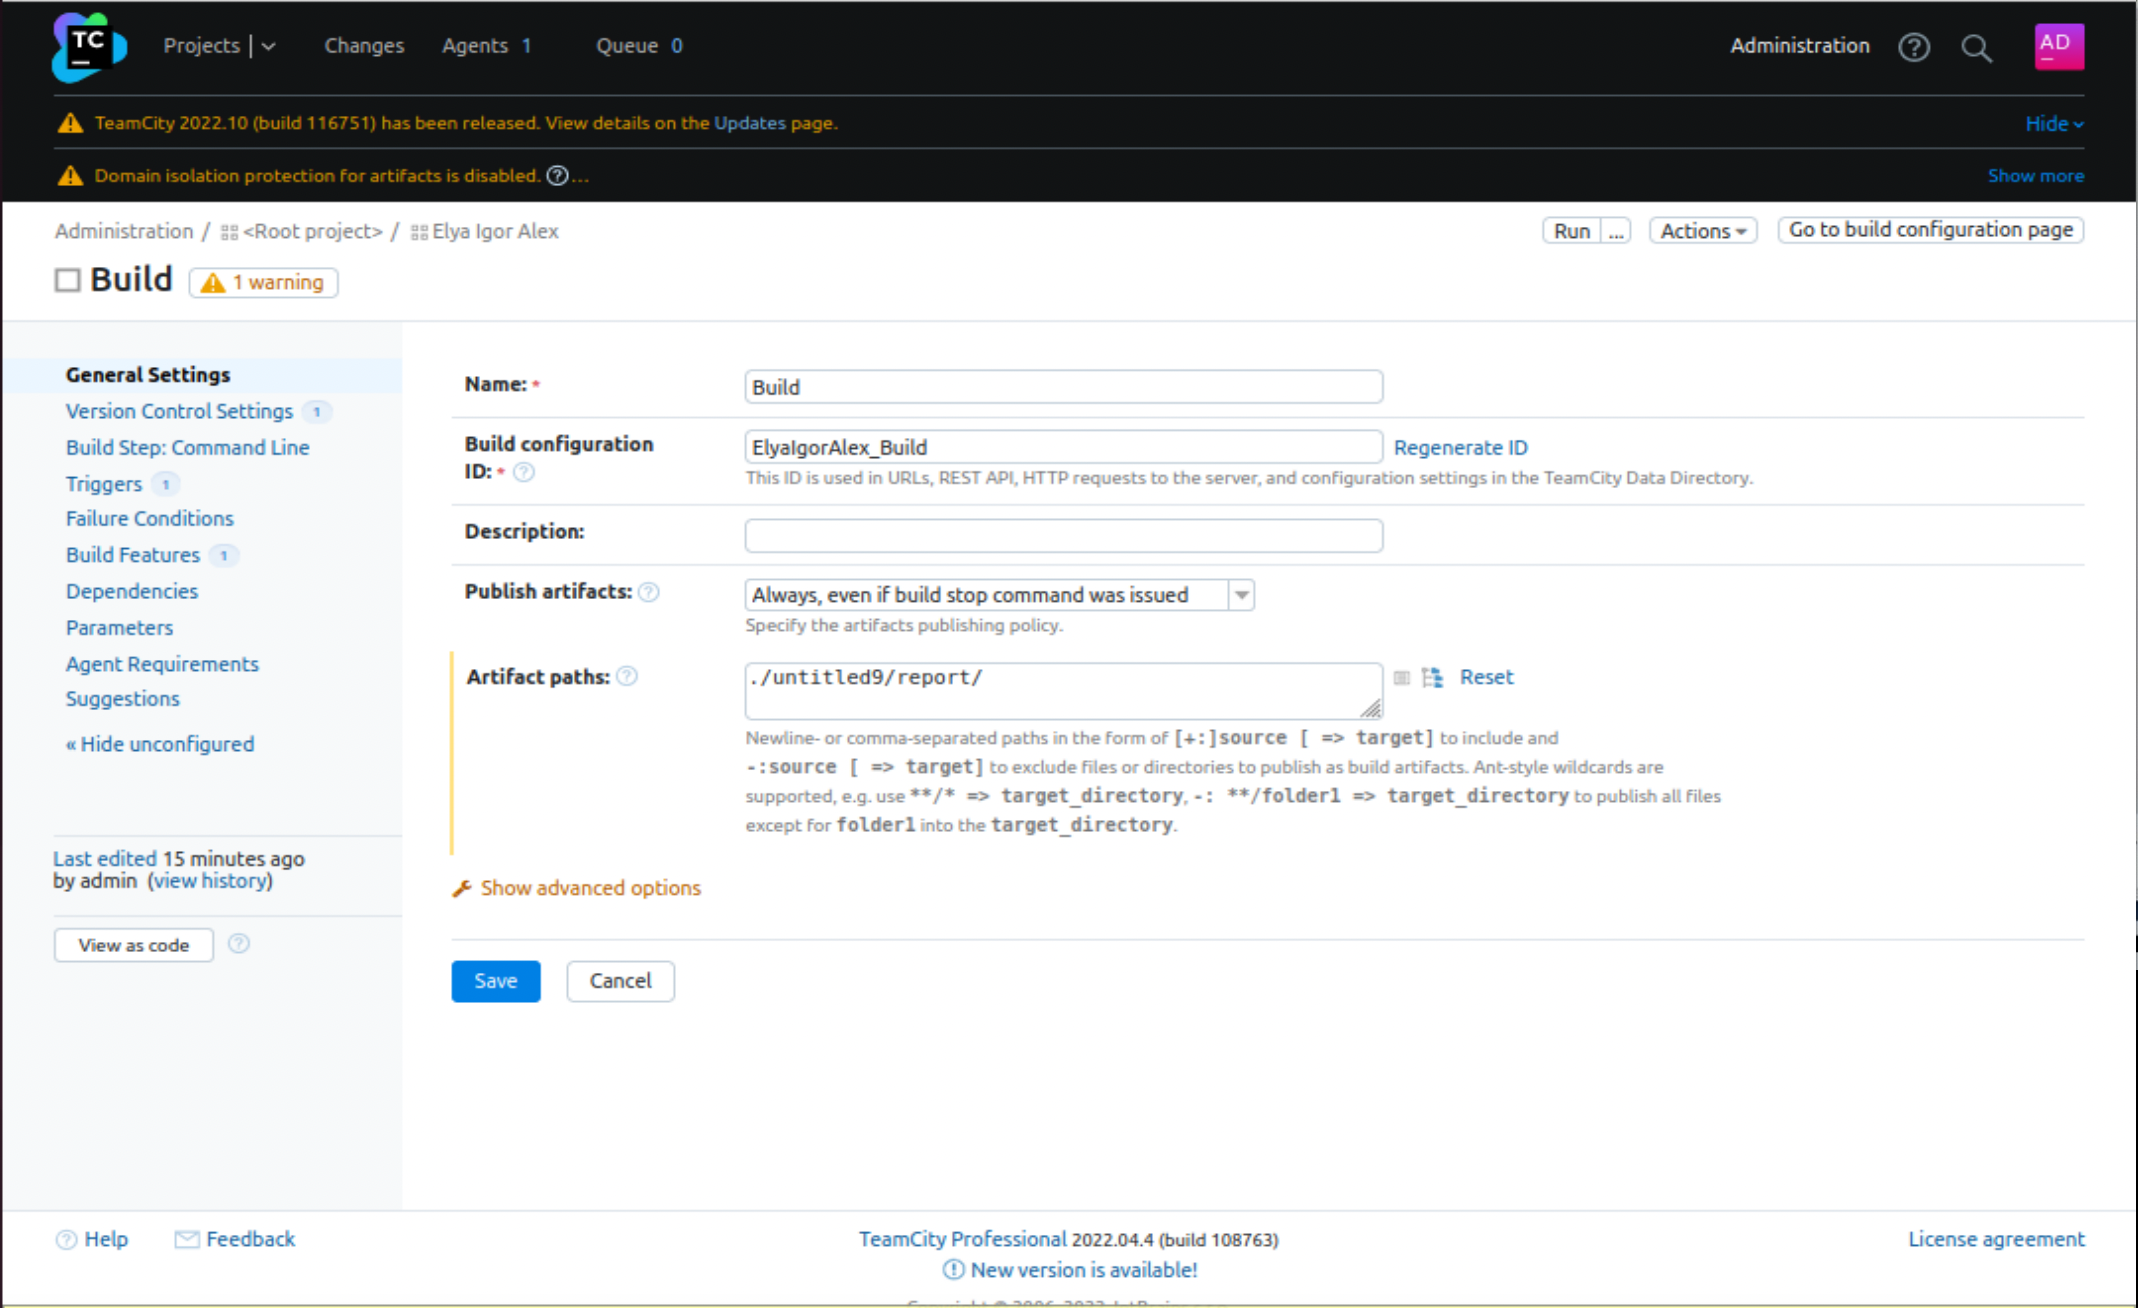 TC Projects Changes Agents 1 Queue 0 Administration AD
TeamCity 2022.10 (build 116751) has been released. View details on the Updates page. Hide
Domain isolation protection for artifacts is disabled. ... Show more
Administration / <Root project> / Elya Igor Alex Run ... Actions Go to build configuration page
Build 1 warning
General Settings
Version Control Settings 1
Build Step: Command Line
Triggers 1
Failure Conditions
Build Features 1
Dependencies
Parameters
Agent Requirements
Suggestions
« Hide unconfigured
Last edited 15 minutes ago
by admin (view history)
View as code
Name: * Build
Build configuration
ID: * ElyaIgorAlex_Build Regenerate ID
This ID is used in URLs, REST API, HTTP requests to the server, and configuration settings in the TeamCity Data Directory.
Description:
Publish artifacts: Always, even if build stop command was issued
Specify the artifacts publishing policy.
Artifact paths: ./untitled9/report/ Reset
Newline- or comma-separated paths in the form of [+:]source [ => target] to include and
-:source [ => target] to exclude files or directories to publish as build artifacts. Ant-style wildcards are
supported, e.g. use **/* => target_directory, -: **/folder1 => target_directory to publish all files
except for folder1 into the target_directory.
Show advanced options
Save Cancel
Help Feedback TeamCity Professional 2022.04.4 (build 108763) License agreement
New version is available!